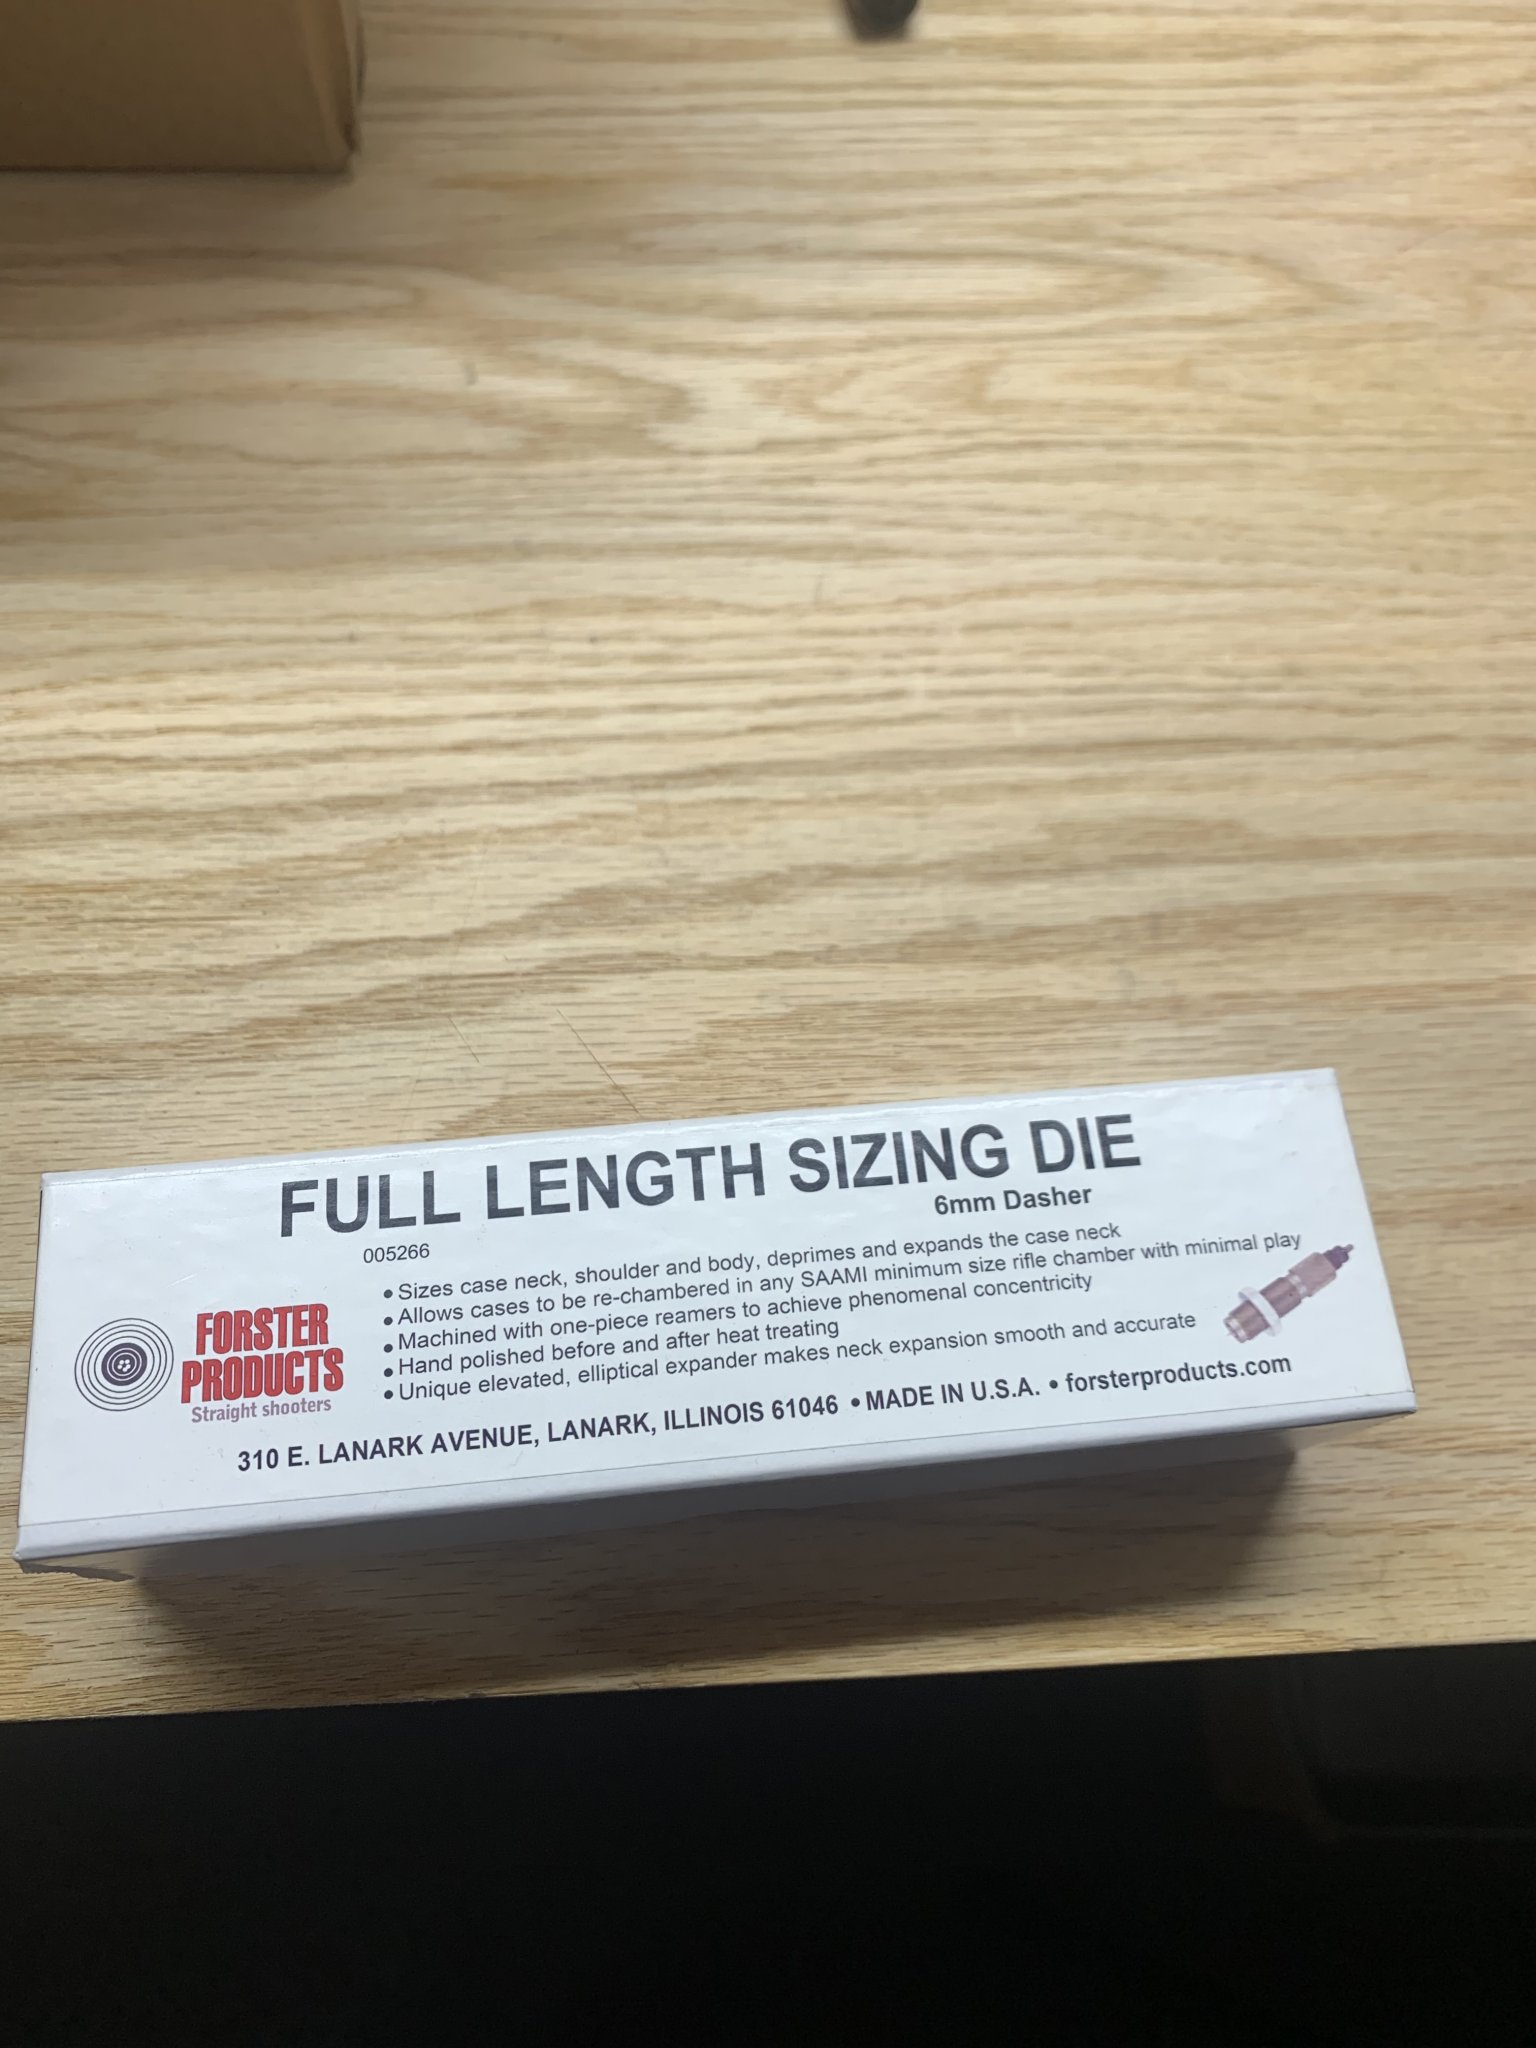 FULL LENGTH SIZING DIE
6mm Dasher
005266
• Sizes case neck, shoulder and body, deprimes and expands the case neck
• Allows cases to be re-chambered in any SAAMI minimum size rifle chamber with minimal play
• Machined with one-piece reamers to achieve phenomenal concentricity
• Hand polished before and after heat treating
• Unique elevated, elliptical expander makes neck expansion smooth and accurate
FORSTER
PRODUCTS
Straight shooters
310 E. LANARK AVENUE, LANARK, ILLINOIS 61046 • MADE IN U.S.A. • forsterproducts.com